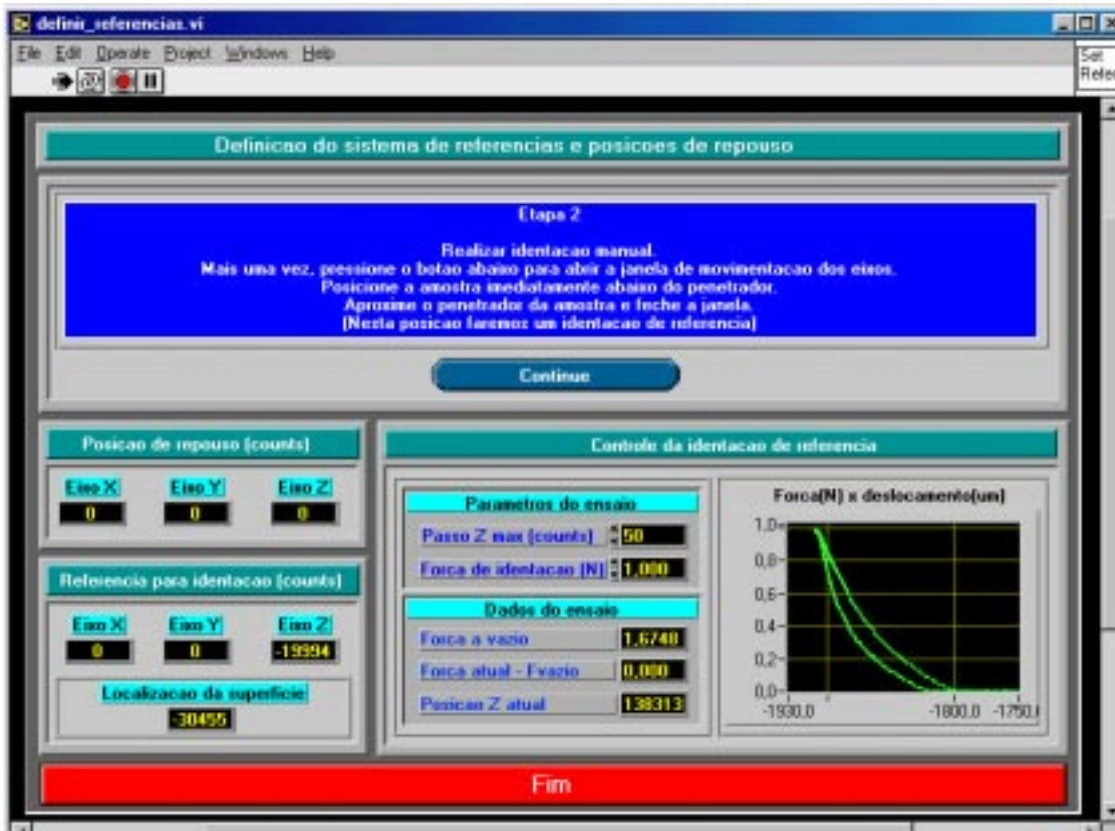 definir_referencias.vi
File Edit Operate Project Windows Help
Set
Refer
Definicao do sistema de referencias e posicoes de repouso
Etapa 2
Realizar identacao manual.
Mais uma vez, pressione o botao abaixo para abrir a janela de movimentacao dos eixos.
Posicione a amostra imediatamente abaixo do penetrador.
Aproxime o penetrador da amostra e feche a janela.
(Nesta posicao faremos um identacao de referencia)
Continue
Posicao de repouso (counts)
Eixo X Eixo Y Eixo Z
0 0 0
Referencia para identacao (counts)
Eixo X Eixo Y Eixo Z
0 0 -19994
Localizacao da superficie
-30455
Controle da identacao de referencia
Parametros do ensaio
Passo Z max (counts) 50
Forca de identacao (N) 1,000
Dados do ensaio
Forca a vazio 1,6748
Forca atual - Fvazio 0,000
Posicao Z atual 138313
Forca(N) x deslocamento(um)
1.0
0,8
0,6
0,4
0,2
0,0
-1930.0 -1800.0 -1750.
Fim